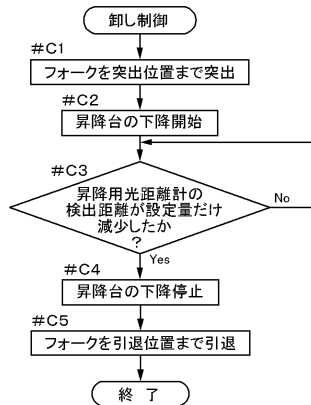 卸し制御
#C1
フォークを突出位置まで突出
#C2
昇降台の下降開始
#C3
昇降用光距離計の
検出距離が設定量だけ
減少したか
?
No
Yes
#C4
昇降台の下降停止
#C5
フォークを引退位置まで引退
終 了